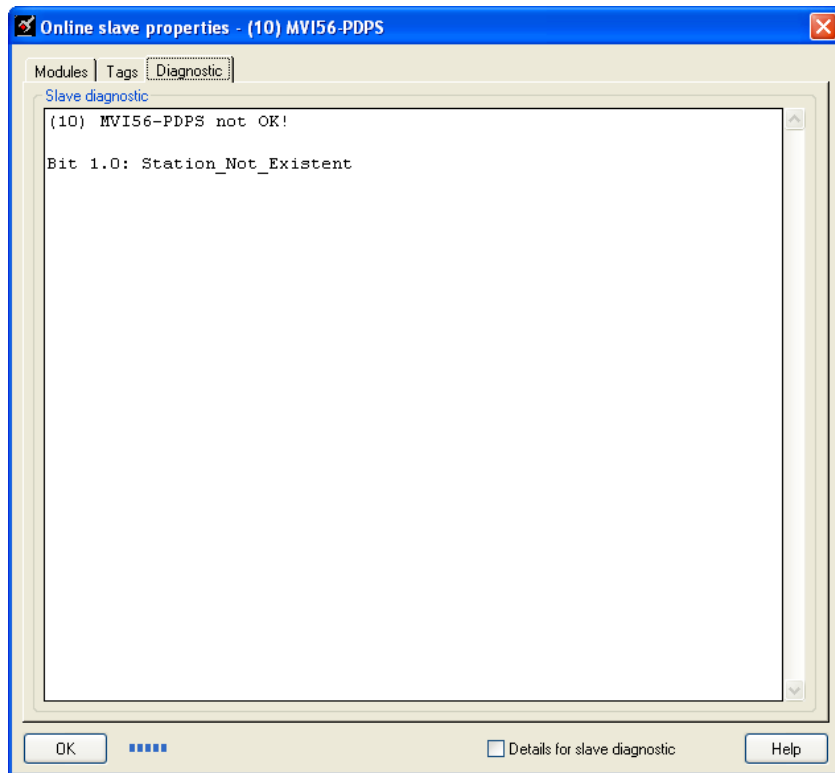 Online slave properties - (10) MVI56-PDPS
Modules Tags Diagnostic
Slave diagnostic
(10) MVI56-PDPS not OK!
Bit 1.0: Station_Not_Existent
OK Details for slave diagnostic Help